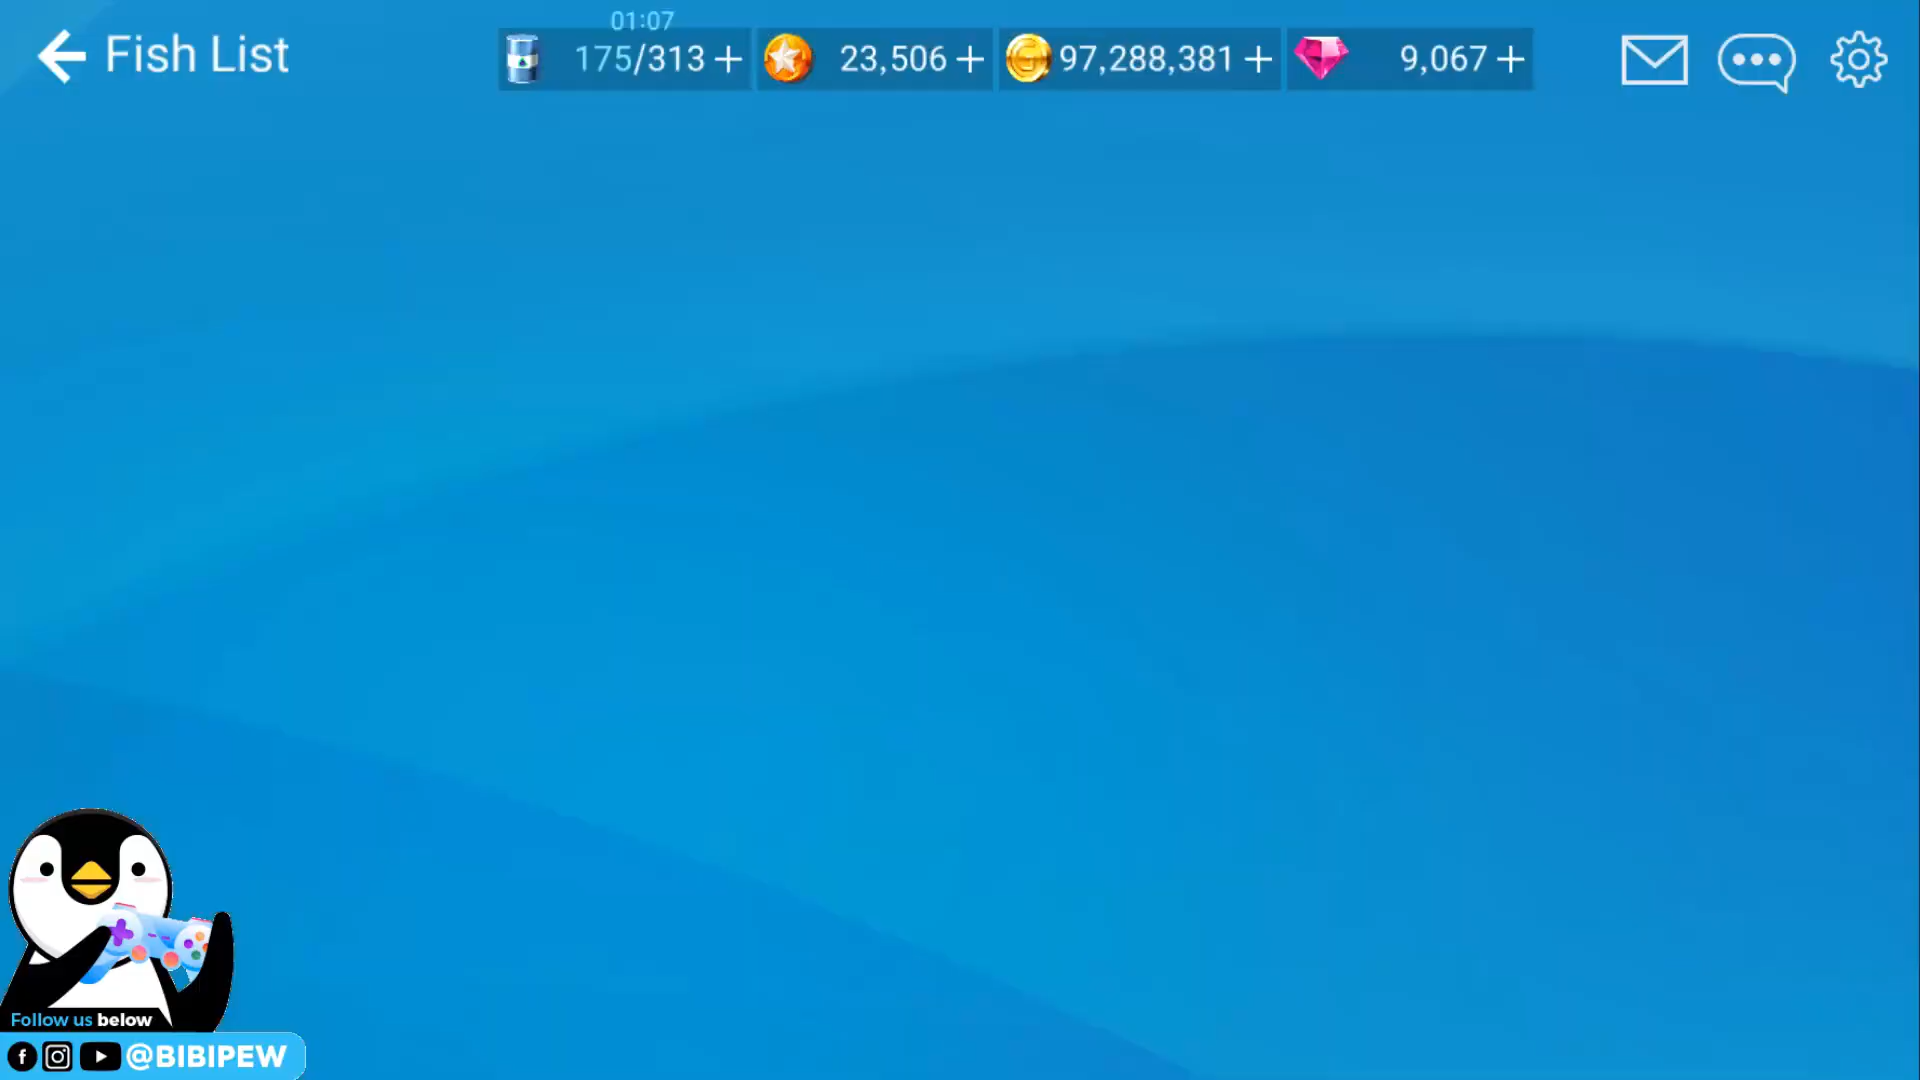 Fish List
01:07
175/313 +
23,506 +
97,288,381 +
9,067 +
Follow us below
@BIBIPEW